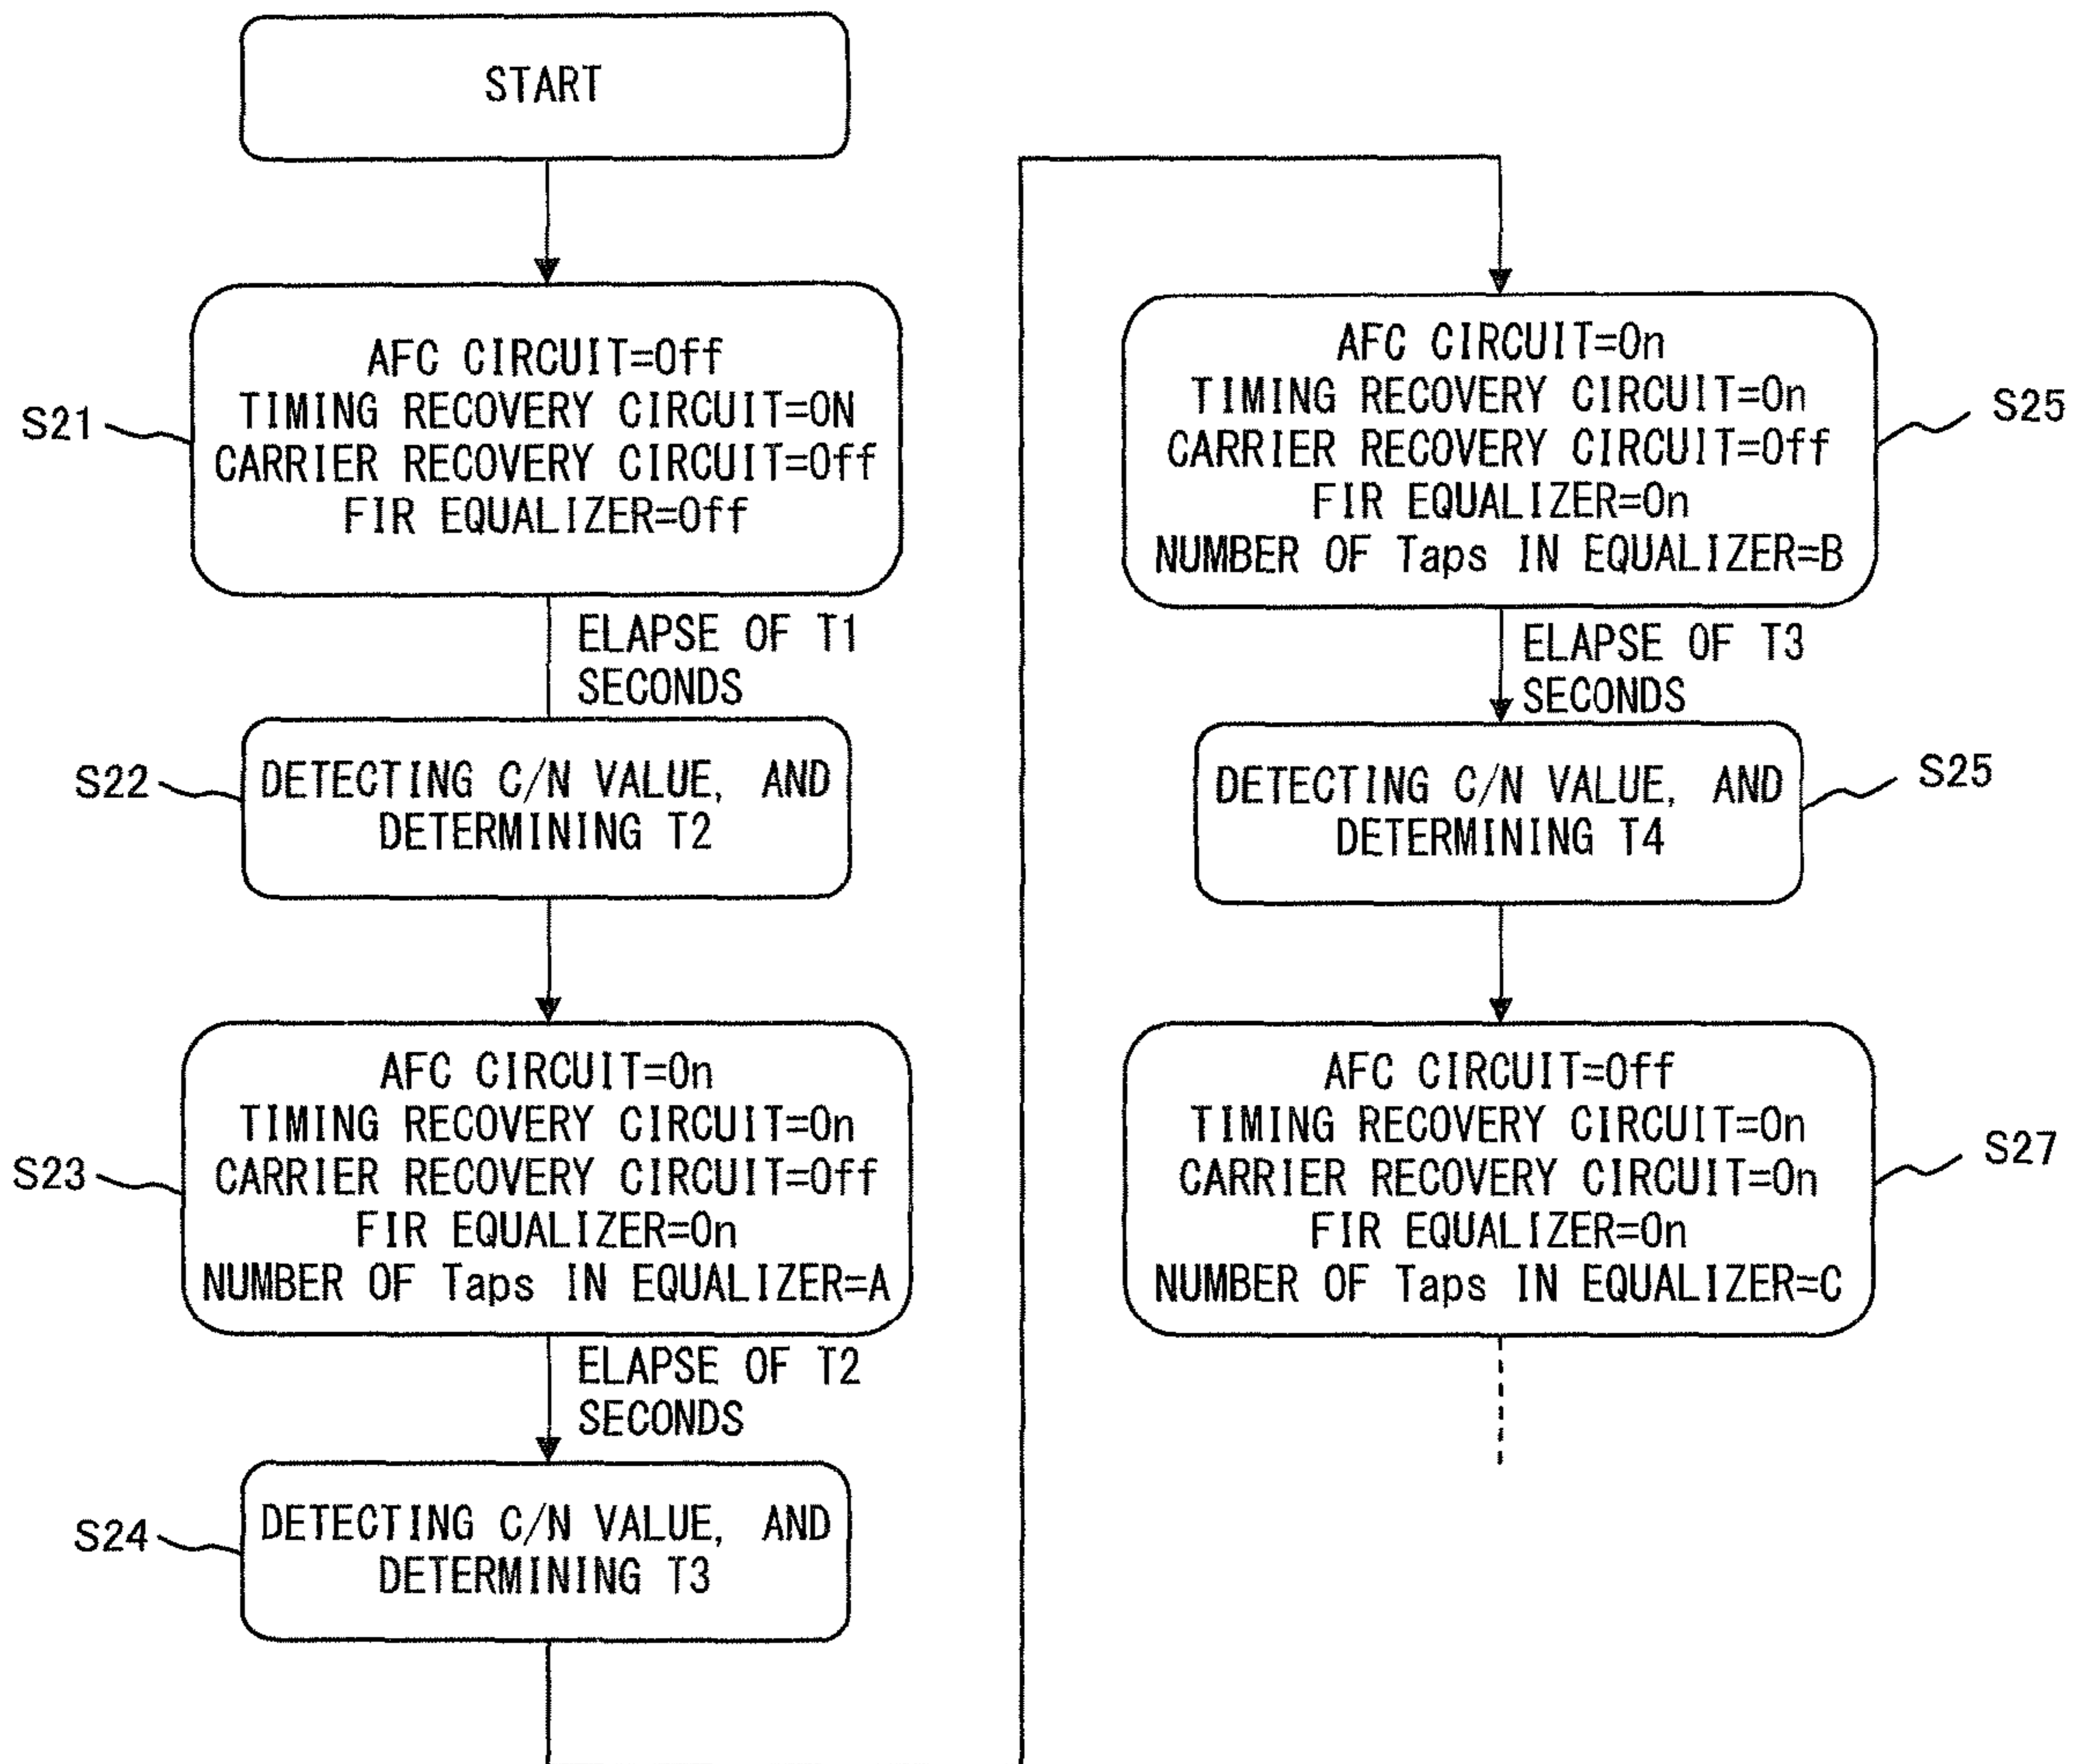 START
S21
AFC CIRCUIT=Off
TIMING RECOVERY CIRCUIT=ON
CARRIER RECOVERY CIRCUIT=Off
FIR EQUALIZER=Off
ELAPSE OF T1
SECONDS
S22
DETECTING C/N VALUE, AND
DETERMINING T2
S23
AFC CIRCUIT=On
TIMING RECOVERY CIRCUIT=On
CARRIER RECOVERY CIRCUIT=Off
FIR EQUALIZER=On
NUMBER OF Taps IN EQUALIZER=A
ELAPSE OF T2
SECONDS
S24
DETECTING C/N VALUE, AND
DETERMINING T3
AFC CIRCUIT=On
TIMING RECOVERY CIRCUIT=On
CARRIER RECOVERY CIRCUIT=Off
FIR EQUALIZER=On
NUMBER OF Taps IN EQUALIZER=B
S25
ELAPSE OF T3
SECONDS
DETECTING C/N VALUE, AND
DETERMINING T4
S25
AFC CIRCUIT=Off
TIMING RECOVERY CIRCUIT=On
CARRIER RECOVERY CIRCUIT=On
FIR EQUALIZER=On
NUMBER OF Taps IN EQUALIZER=C
S27